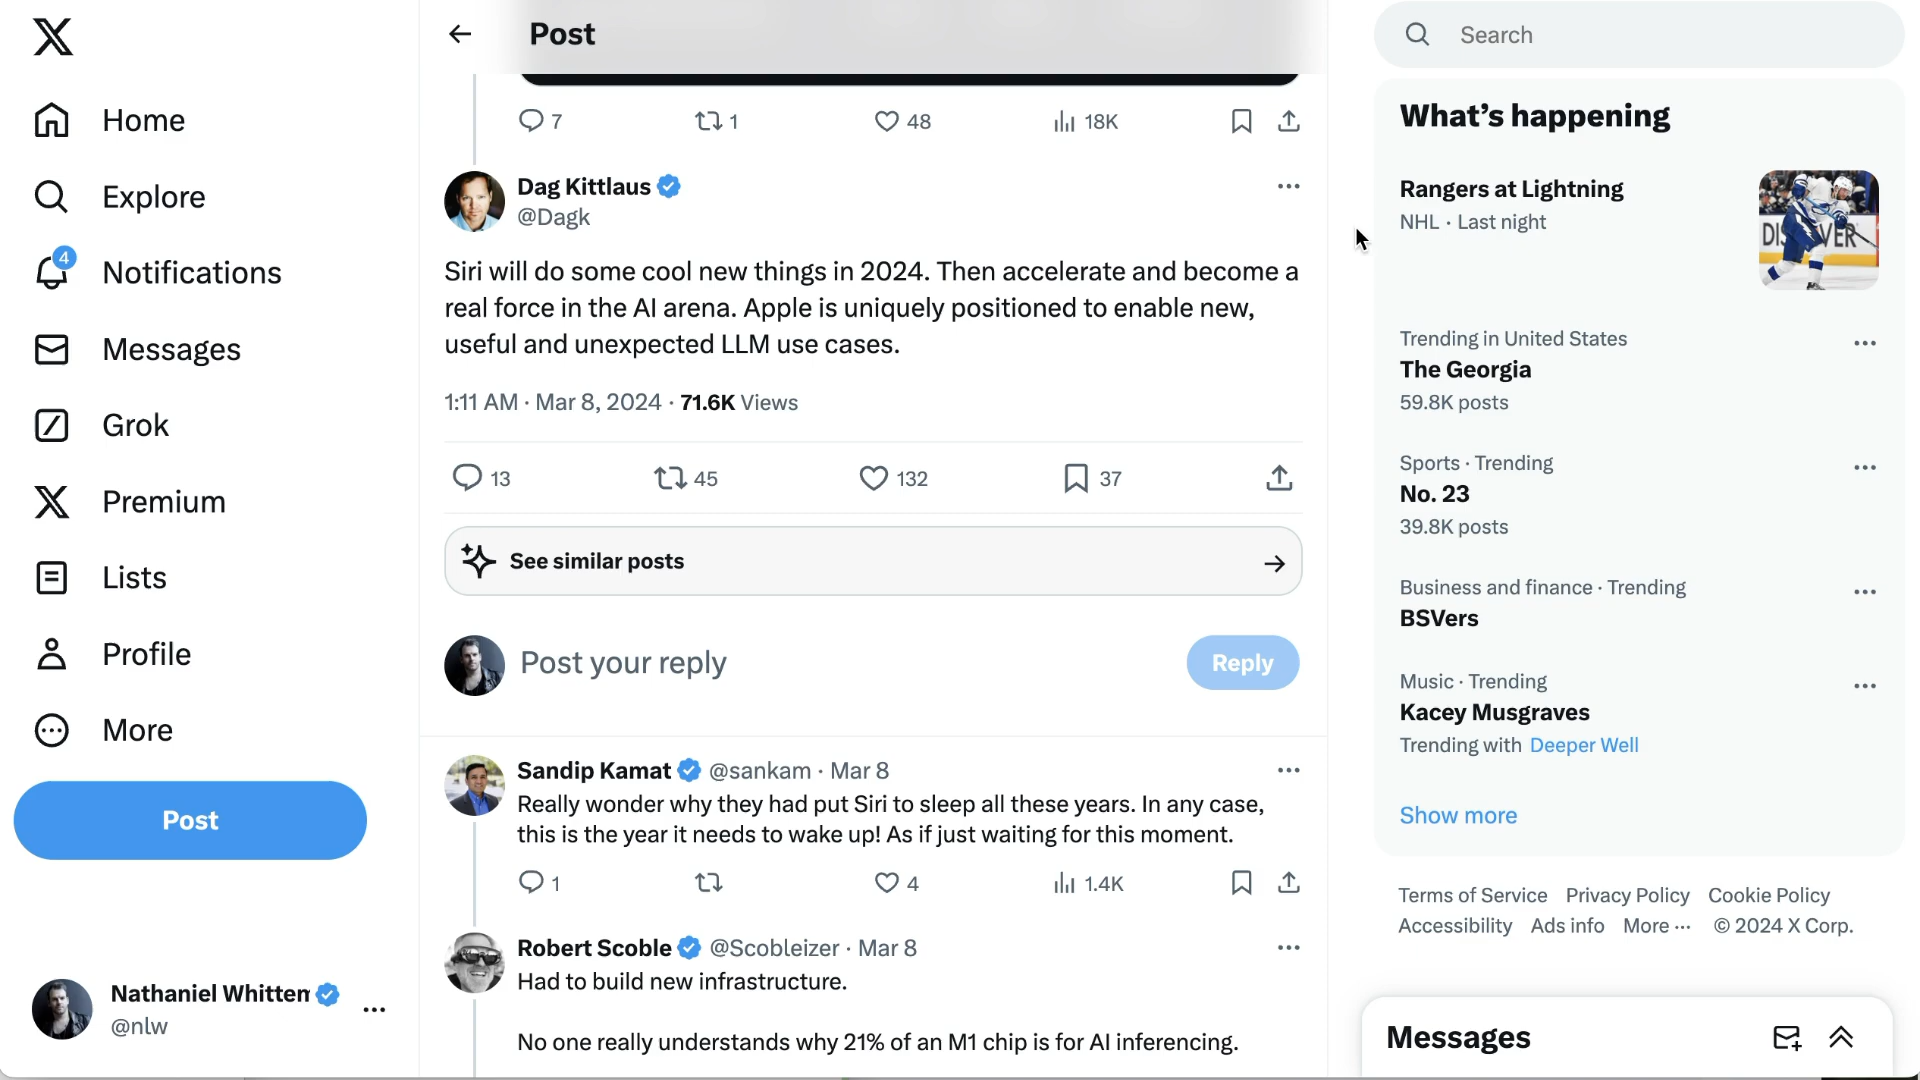 Post
Search
Home
Explore
4
Notifications
Messages
Grok
Premium
Lists
Profile
More
Post
Nathaniel Whitten
@nlw
7
1
48
18K
Dag Kittlaus
@Dagk
Siri will do some cool new things in 2024. Then accelerate and become a
real force in the AI arena. Apple is uniquely positioned to enable new,
useful and unexpected LLM use cases.
1:11 AM · Mar 8, 2024 · 71.6K Views
13
45
132
37
See similar posts
Post your reply
Reply
Sandip Kamat @sankam · Mar 8
Really wonder why they had put Siri to sleep all these years. In any case,
this is the year it needs to wake up! As if just waiting for this moment.
1
4
1.4K
Robert Scoble @Scobleizer · Mar 8
Had to build new infrastructure.
No one really understands why 21% of an M1 chip is for AI inferencing.
What's happening
Rangers at Lightning
NHL · Last night
Trending in United States
The Georgia
59.8K posts
Sports · Trending
No. 23
39.8K posts
Business and finance · Trending
BSVers
Music · Trending
Kacey Musgraves
Trending with Deeper Well
Show more
Terms of Service Privacy Policy Cookie Policy
Accessibility Ads info More ··· © 2024 X Corp.
Messages